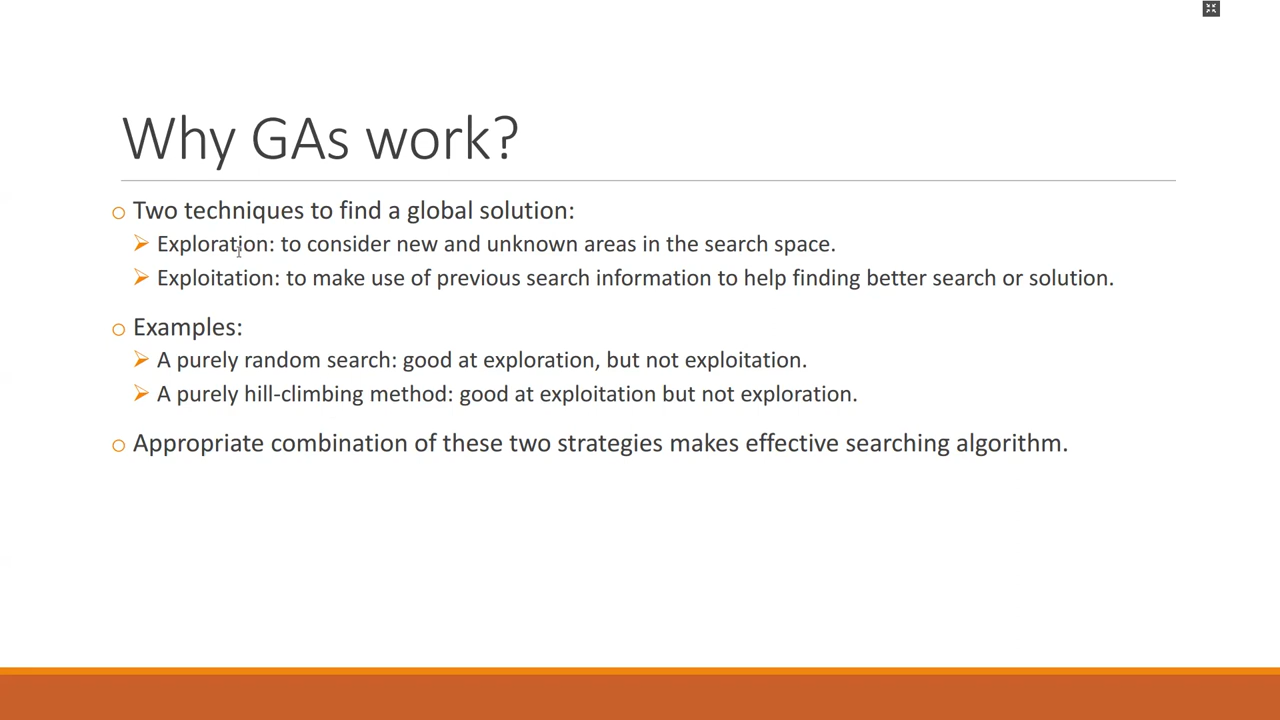 Why GAs work?
Two techniques to find a global solution:
Exploration: to consider new and unknown areas in the search space.
Exploitation: to make use of previous search information to help finding better search or solution.
Examples:
A purely random search: good at exploration, but not exploitation.
A purely hill-climbing method: good at exploitation but not exploration.
Appropriate combination of these two strategies makes effective searching algorithm.